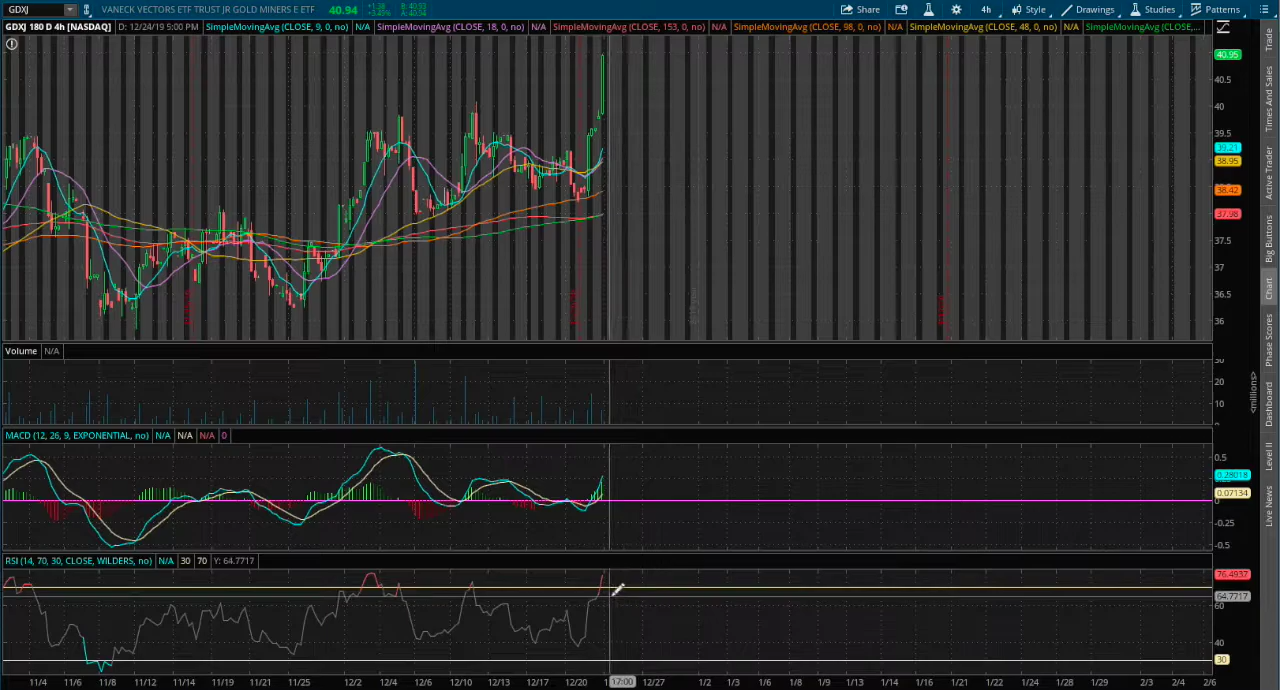 GDXJ VANECK VECTORS ETF TRUST JR GOLD MINERS E ETF 40.94 Share 4h Style Drawings Studies Patterns
GDXJ 180 D 4h [NASDAQ] D: 12/24/19 5:00 PM SimpleMovingAvg (CLOSE, 9, 0, no) N/A SimpleMovingAvg (CLOSE, 18, 0, no) N/A SimpleMovingAvg (CLOSE, 153, 0, no) N/A SimpleMovingAvg (CLOSE, 98, 0, no) N/A SimpleMovingAvg (CLOSE, 48, 0, no) N/A SimpleMovingAvg (CLOSE,...
40.95
40.5
40
39.5
39.21
38.95
38.42
37.98
37.5
37
36.5
36
Volume N/A
20
10
<millions>
MACD (12, 26, 9, EXPONENTIAL, no) N/A N/A N/A 0
0.5
0.28018
0.07134
-0.25
-0.5
RSI (14, 70, 30, CLOSE, WILDERS, no) N/A 30 70 Y: 64.7717
76.4937
64.7717
60
40
30
11/4 11/6 11/8 11/12 11/14 11/19 11/21 11/25 12/2 12/4 12/6 12/10 12/13 12/17 12/20 17:00 12/27 1/2 1/3 1/6 1/8 1/10 1/13 1/14 1/17 1/21 1/22 1/24 1/28 1/29 2/3 2/4 2/6
Trade
Times And Sales
Active Trader
Big Buttons
Chart
Phase Scores
Dashboard
Level II
Live News